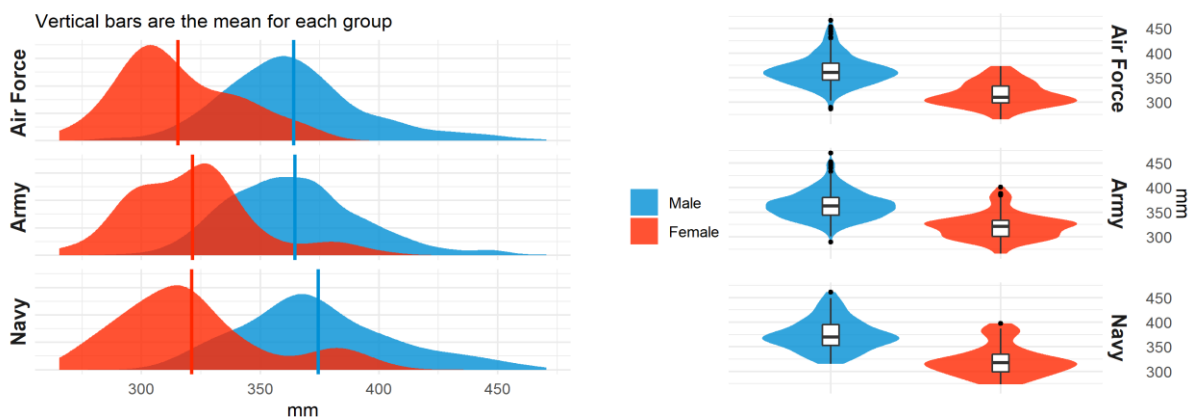 Vertical bars are the mean for each group
Air Force
Army
Navy
300 350 400 450
mm
Male
Female
450
400
350
300
Air Force
450
400
350
300
Army
mm
450
400
350
300
Navy